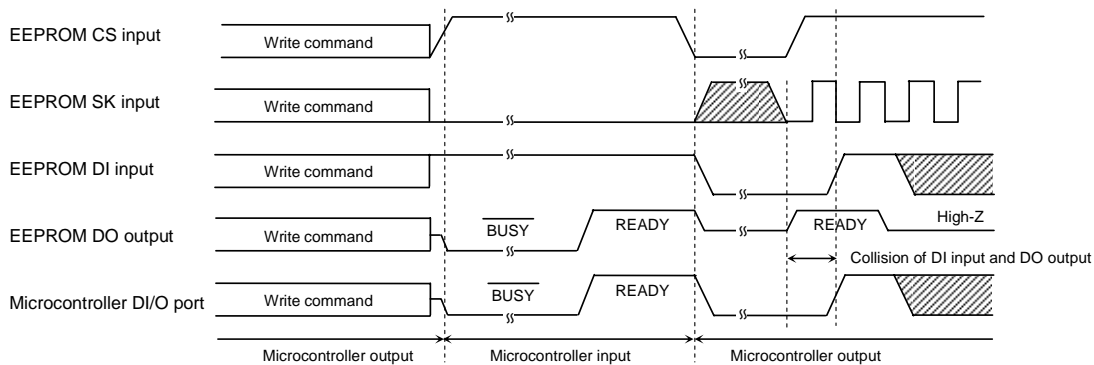 EEPROM CS input
Write command
EEPROM SK input
Write command
EEPROM DI input
Write command
EEPROM DO output
Write command
BUSY
READY
READY
High-Z
Collision of DI input and DO output
Microcontroller DI/O port
Write command
BUSY
READY
Microcontroller output
Microcontroller input
Microcontroller output